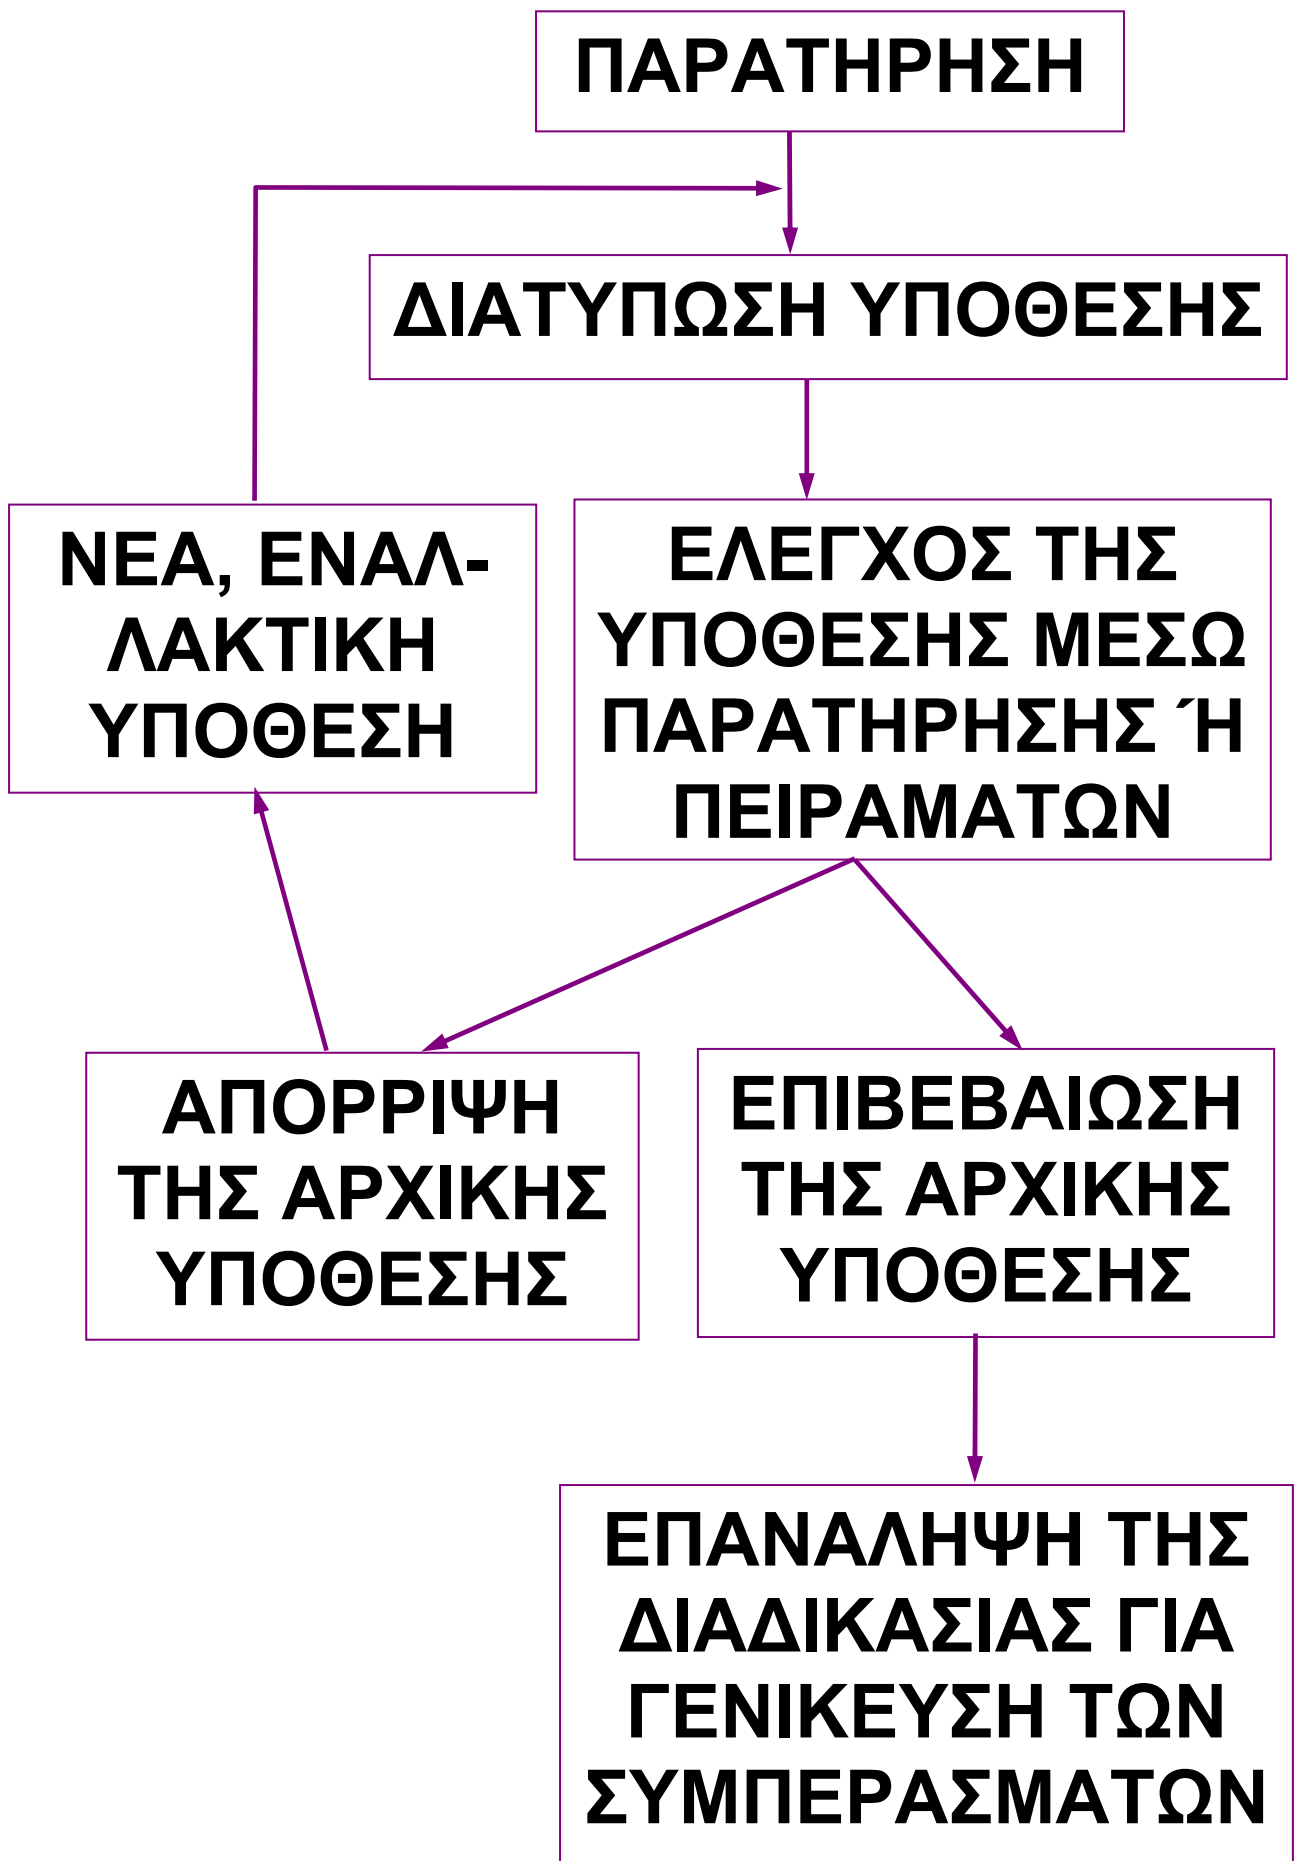 ΠΑΡΑΤΗΡΗΣΗ
ΔΙΑΤΥΠΩΣΗ ΥΠΟΘΕΣΗΣ
ΝΕΑ, ΕΝΑΛ-
ΛΑΚΤΙΚΗ
ΥΠΟΘΕΣΗ
ΕΛΕΓΧΟΣ ΤΗΣ
ΥΠΟΘΕΣΗΣ ΜΕΣΩ
ΠΑΡΑΤΗΡΗΣΗΣ ΄Η
ΠΕΙΡΑΜΑΤΩΝ
ΑΠΟΡΡΙΨΗ
ΤΗΣ ΑΡΧΙΚΗΣ
ΥΠΟΘΕΣΗΣ
ΕΠΙΒΕΒΑΙΩΣΗ
ΤΗΣ ΑΡΧΙΚΗΣ
ΥΠΟΘΕΣΗΣ
ΕΠΑΝΑΛΗΨΗ ΤΗΣ
ΔΙΑΔΙΚΑΣΙΑΣ ΓΙΑ
ΓΕΝΙΚΕΥΣΗ ΤΩΝ
ΣΥΜΠΕΡΑΣΜΑΤΩΝ